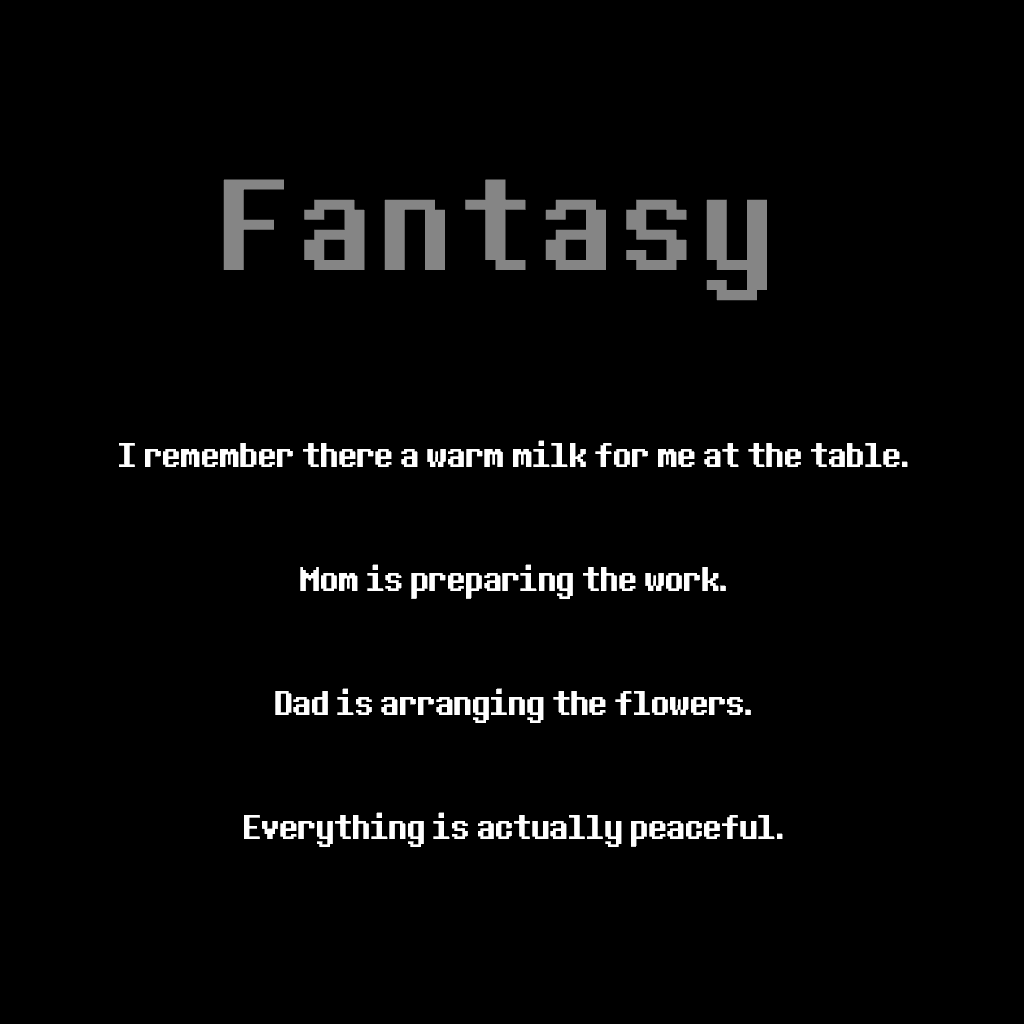 Fantasy
I remember there a warm milk for me at the table.
Mom is preparing the work.
Dad is arranging the flowers.
Everything is actually peaceful.